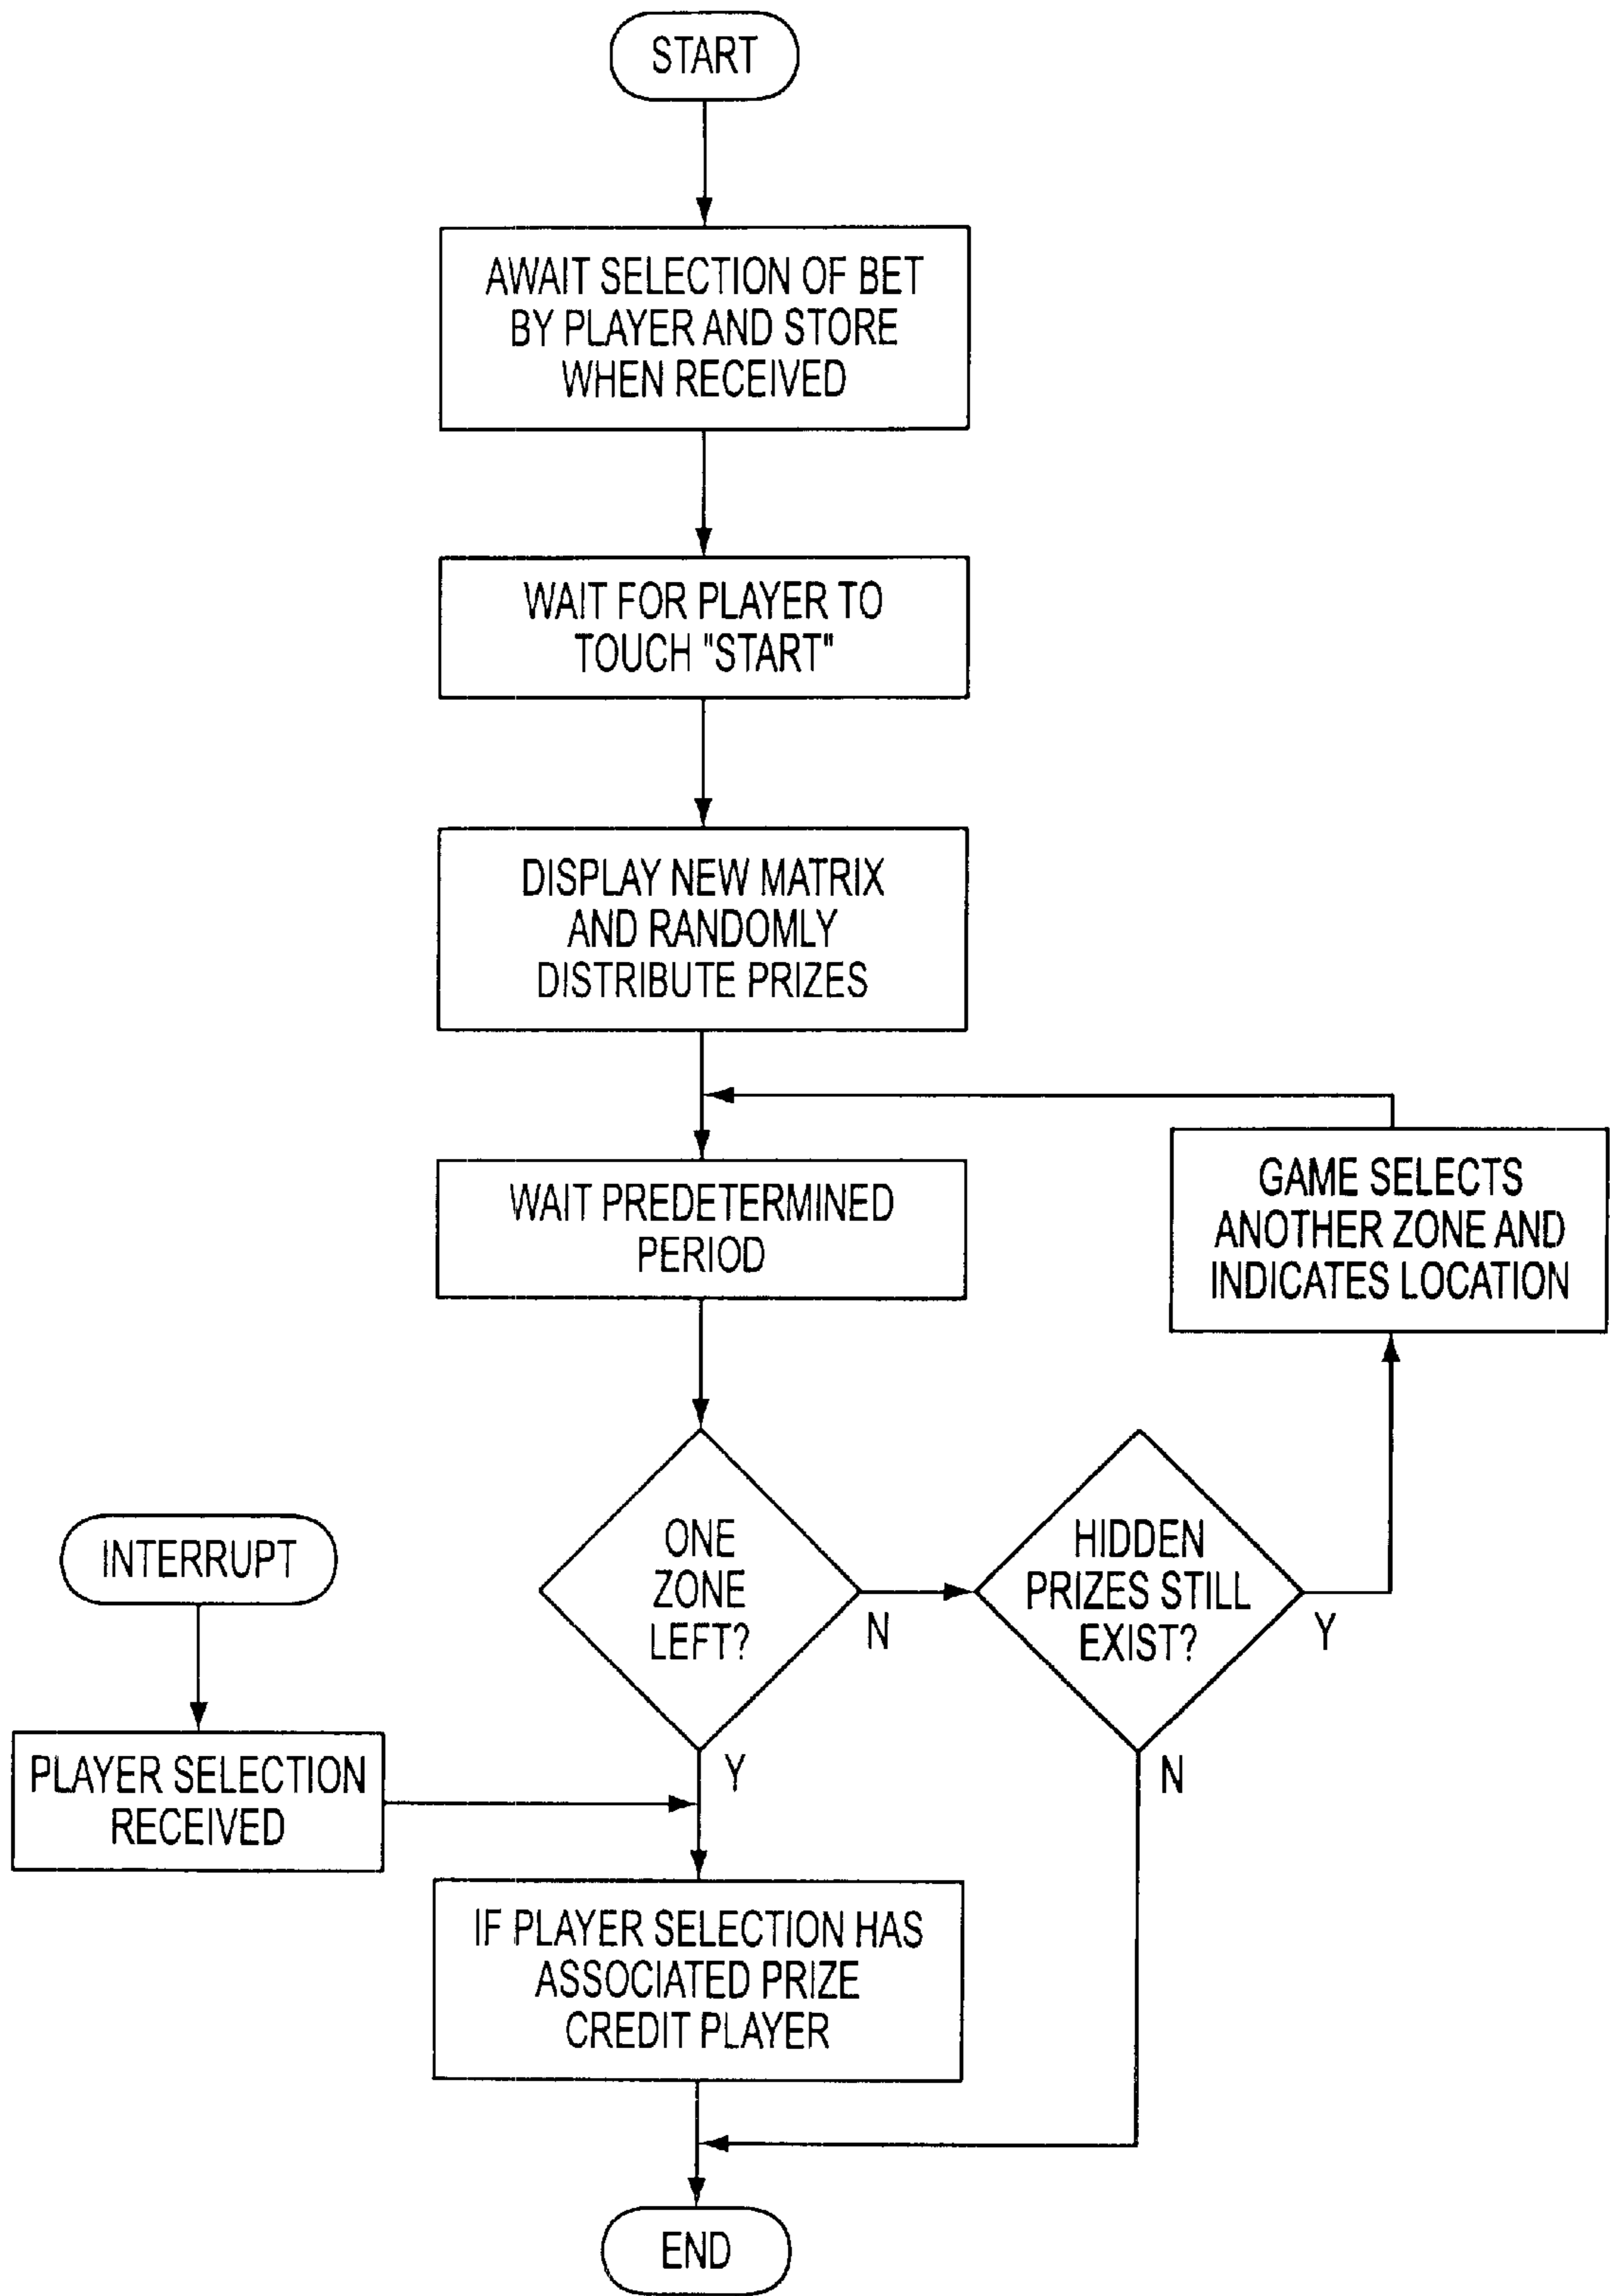 START
AWAIT SELECTION OF BET
BY PLAYER AND STORE
WHEN RECEIVED
WAIT FOR PLAYER TO
TOUCH "START"
DISPLAY NEW MATRIX
AND RANDOMLY
DISTRIBUTE PRIZES
WAIT PREDETERMINED
PERIOD
GAME SELECTS
ANOTHER ZONE AND
INDICATES LOCATION
ONE
ZONE
LEFT?
N
HIDDEN
PRIZES STILL
EXIST?
Y
INTERRUPT
PLAYER SELECTION
RECEIVED
Y
N
IF PLAYER SELECTION HAS
ASSOCIATED PRIZE
CREDIT PLAYER
END